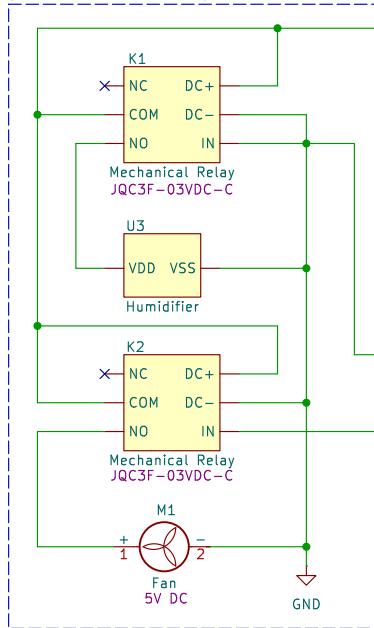 K1
NC DC+
COM DC-
NO IN
Mechanical Relay
JQC3F-03VDC-C
U3
VDD VSS
Humidifier
K2
NC DC+
COM DC-
NO IN
Mechanical Relay
JQC3F-03VDC-C
M1
+ -
1 2
Fan
5V DC
GND